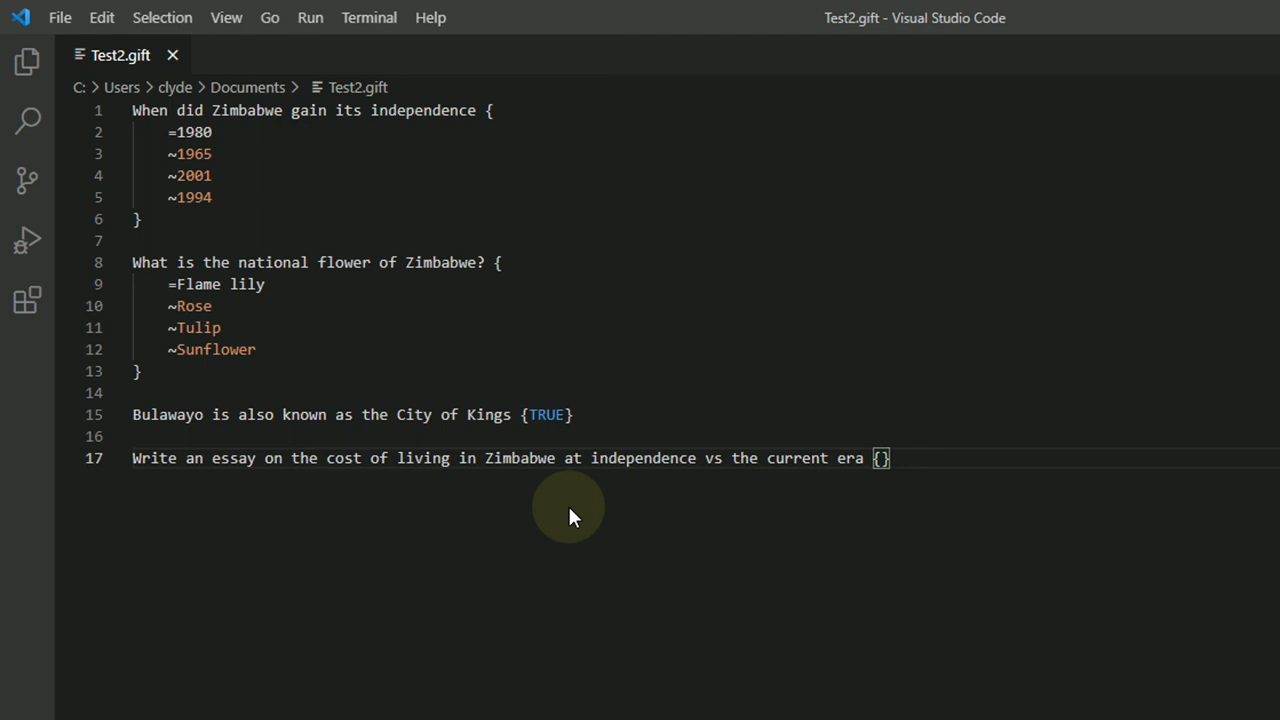 File Edit Selection View Go Run Terminal Help Test2.gift - Visual Studio Code
Test2.gift
C: > Users > clyde > Documents > Test2.gift
1 When did Zimbabwe gain its independence {
2 =1980
3 ~1965
4 ~2001
5 ~1994
6 }
7
8 What is the national flower of Zimbabwe? {
9 =Flame lily
10 ~Rose
11 ~Tulip
12 ~Sunflower
13 }
14
15 Bulawayo is also known as the City of Kings {TRUE}
16
17 Write an essay on the cost of living in Zimbabwe at independence vs the current era {}